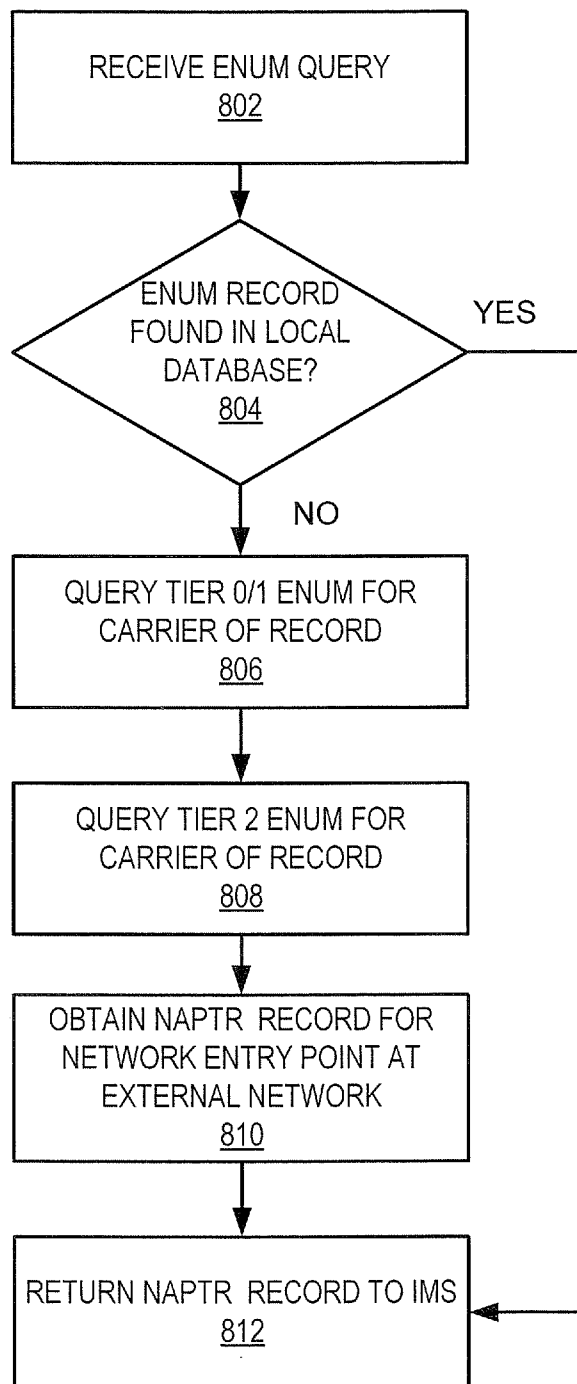 RECEIVE ENUM QUERY
802
ENUM RECORD
FOUND IN LOCAL
DATABASE?
804
YES
NO
QUERY TIER 0/1 ENUM FOR
CARRIER OF RECORD
806
QUERY TIER 2 ENUM FOR
CARRIER OF RECORD
808
OBTAIN NAPTR RECORD FOR
NETWORK ENTRY POINT AT
EXTERNAL NETWORK
810
RETURN NAPTR RECORD TO IMS
812